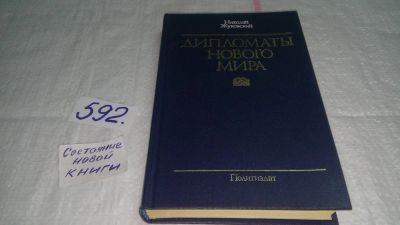 Николай
Жуковский
ДИПЛОМАТЫ
НОВОГО
МИРА
Политиздат
592.
Состояние
новой
книги